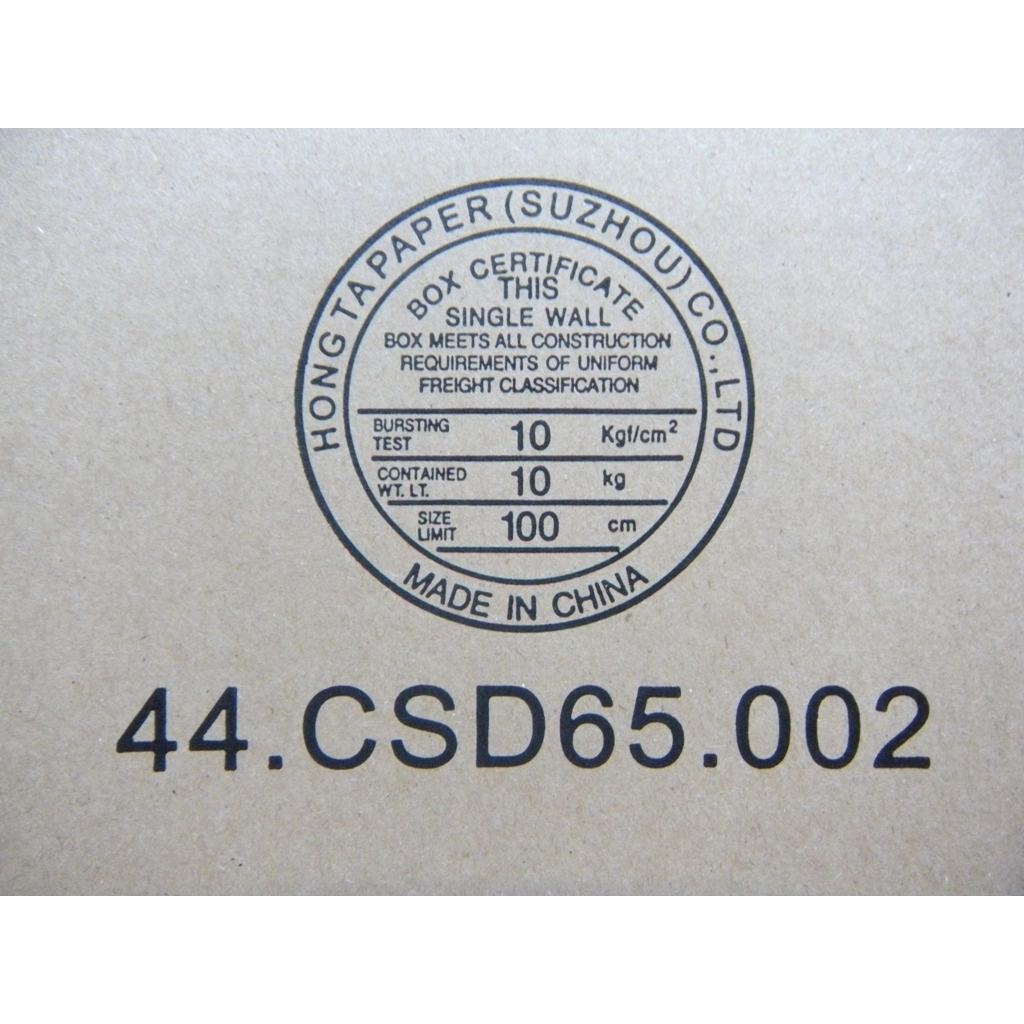 HONG TA PAPER (SUZHOU) CO., LTD
BOX CERTIFICATE
THIS
SINGLE WALL
BOX MEETS ALL CONSTRUCTION
REQUIREMENTS OF UNIFORM
FREIGHT CLASSIFICATION
BURSTING TEST 10 Kgf/cm²
CONTAINED WT. LT. 10 kg
SIZE LIMIT 100 cm
MADE IN CHINA
44.CSD65.002